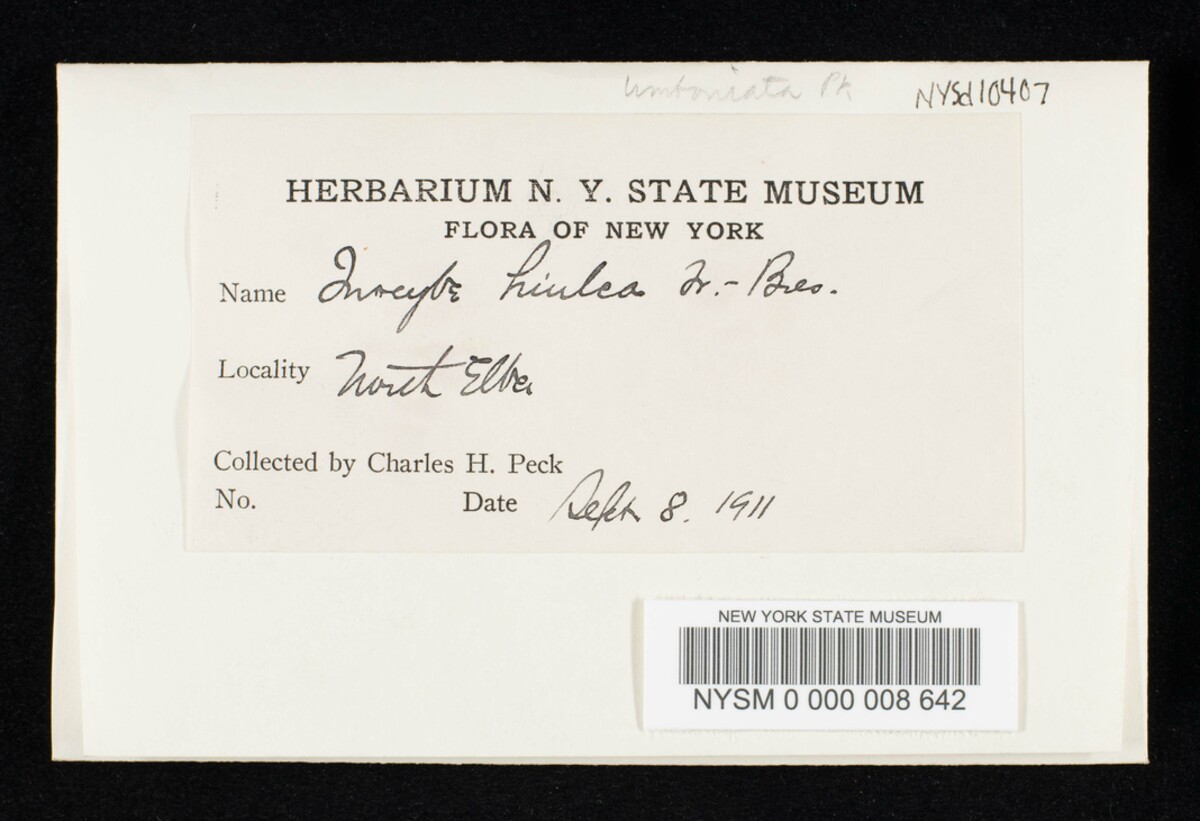 umbonata Pk
NYSd10407
HERBARIUM N. Y. STATE MUSEUM
FLORA OF NEW YORK
Name Inocybe hiulca Fr.-Bres.
Locality North Elba
Collected by Charles H. Peck
No. Date Sept. 8. 1911
NEW YORK STATE MUSEUM
NYSM 0 000 008 642